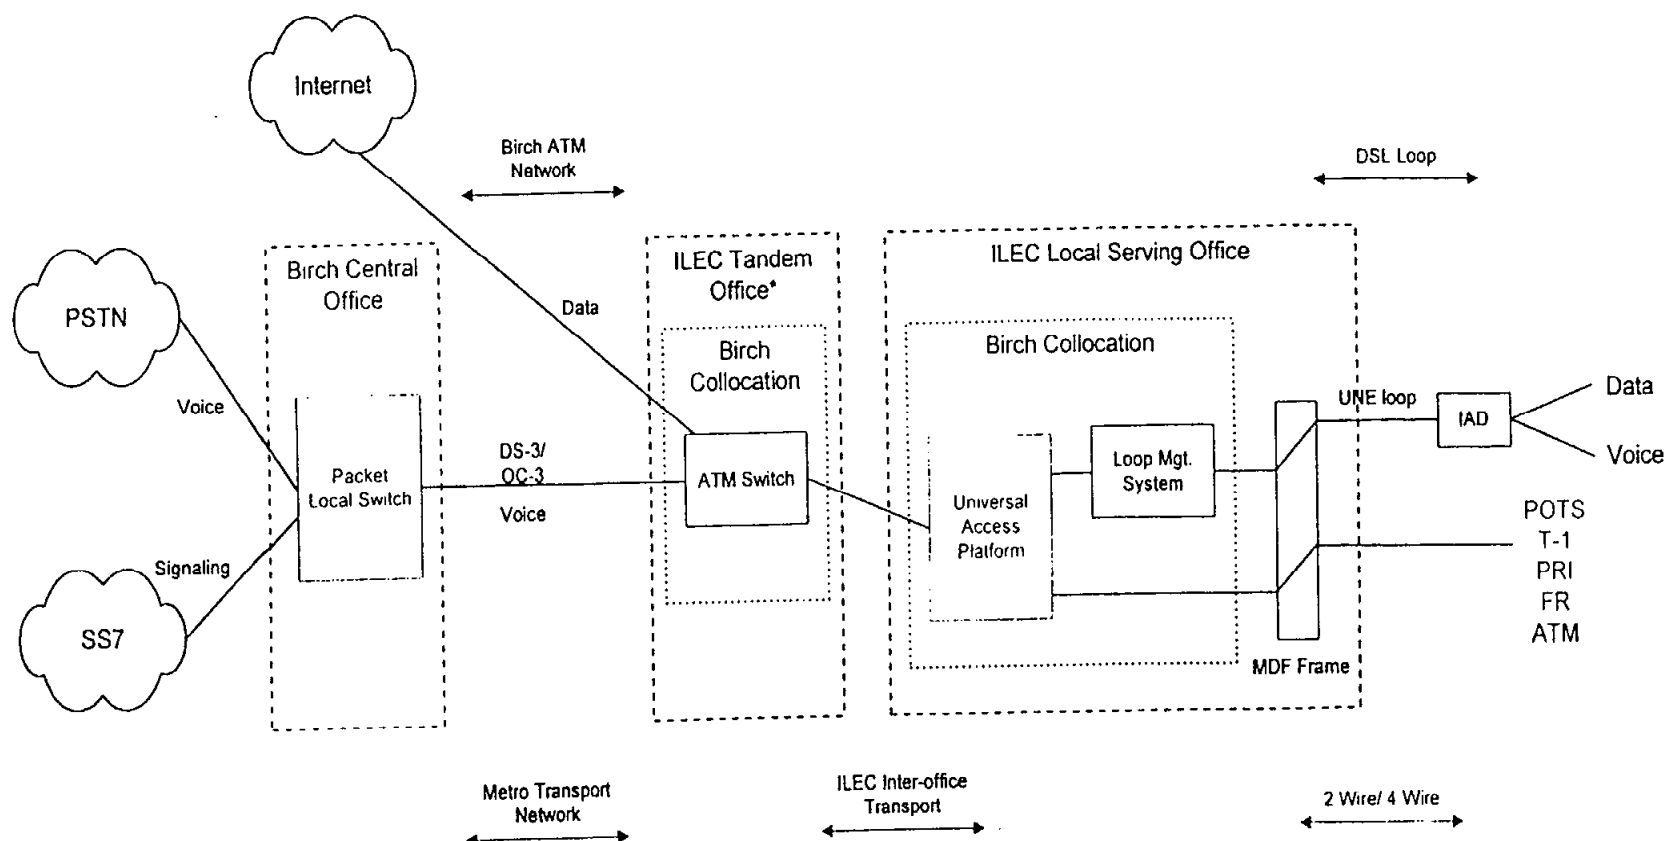 Internet
Birch ATM
Network
DSL Loop
PSTN
Birch Central
Office
Data
ILEC Tandem
Office*
ILEC Local Serving Office
Birch
Collocation
Birch Collocation
Voice
Packet
Local Switch
DS-3/
OC-3
Voice
ATM Switch
Universal
Access
Platform
Loop Mgt.
System
UNE loop
IAD
Data
Voice
POTS
T-1
PRI
FR
ATM
Signaling
SS7
MDF Frame
Metro Transport
Network
ILEC Inter-office
Transport
2 Wire/ 4 Wire